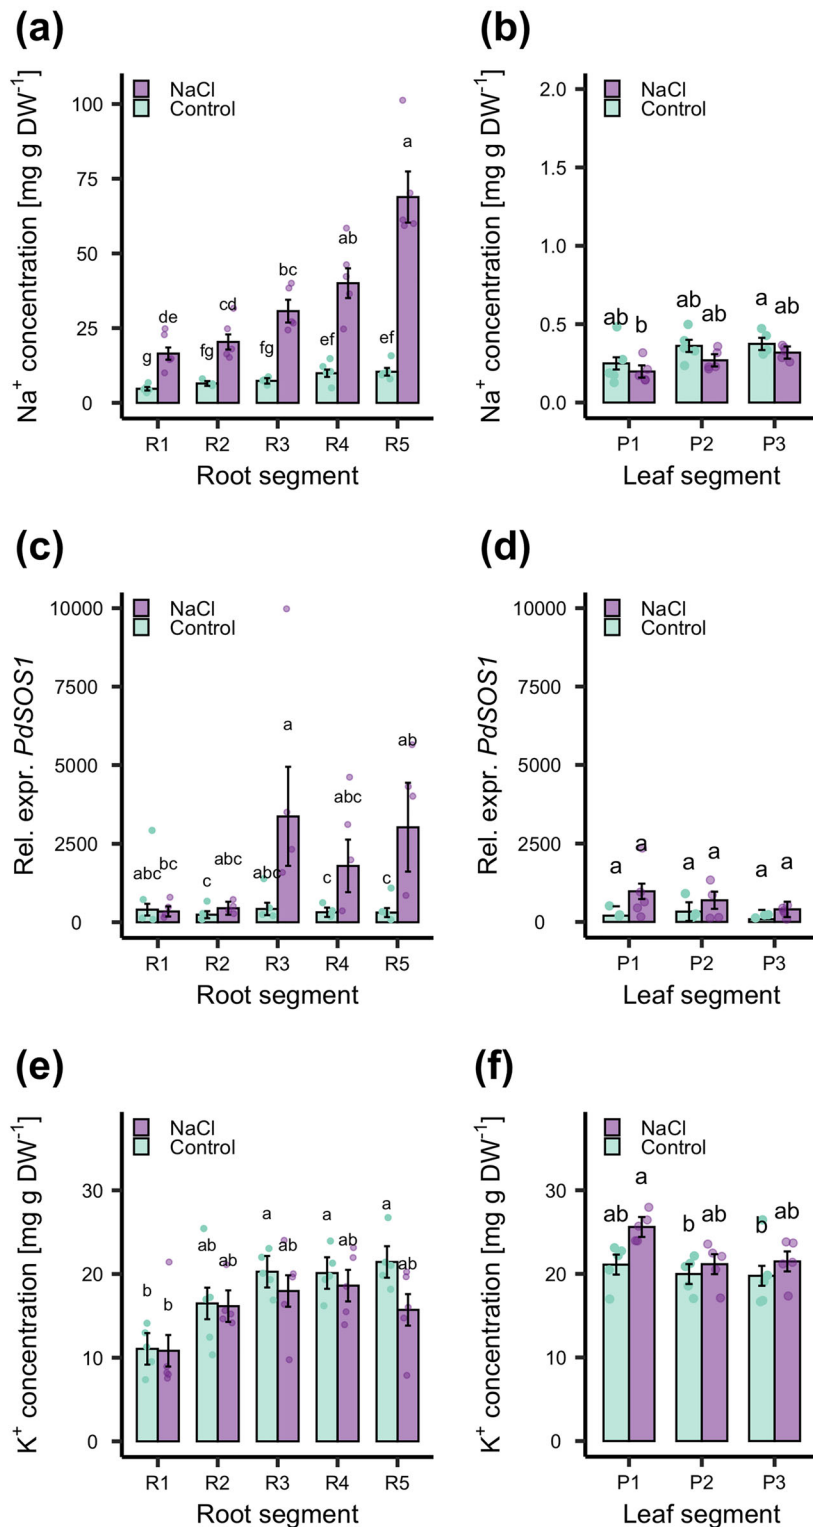 (a)
Na⁺ concentration [mg g DW⁻¹]
NaCl
Control
100
75
50
25
0
g de fg cd fg bc ef ab ef a
R1 R2 R3 R4 R5
Root segment
(b)
Na⁺ concentration [mg g DW⁻¹]
NaCl
Control
2.0
1.5
1.0
0.5
0.0
ab b ab ab a ab
P1 P2 P3
Leaf segment
(c)
Rel. expr. PdSOS1
NaCl
Control
10000
7500
5000
2500
0
abc bc c abc abc a c abc c ab
R1 R2 R3 R4 R5
Root segment
(d)
Rel. expr. PdSOS1
NaCl
Control
10000
7500
5000
2500
0
a a a a a a
P1 P2 P3
Leaf segment
(e)
K⁺ concentration [mg g DW⁻¹]
NaCl
Control
30
20
10
0
b b ab ab a ab a ab a ab
R1 R2 R3 R4 R5
Root segment
(f)
K⁺ concentration [mg g DW⁻¹]
NaCl
Control
30
20
10
0
ab a b ab b ab
P1 P2 P3
Leaf segment